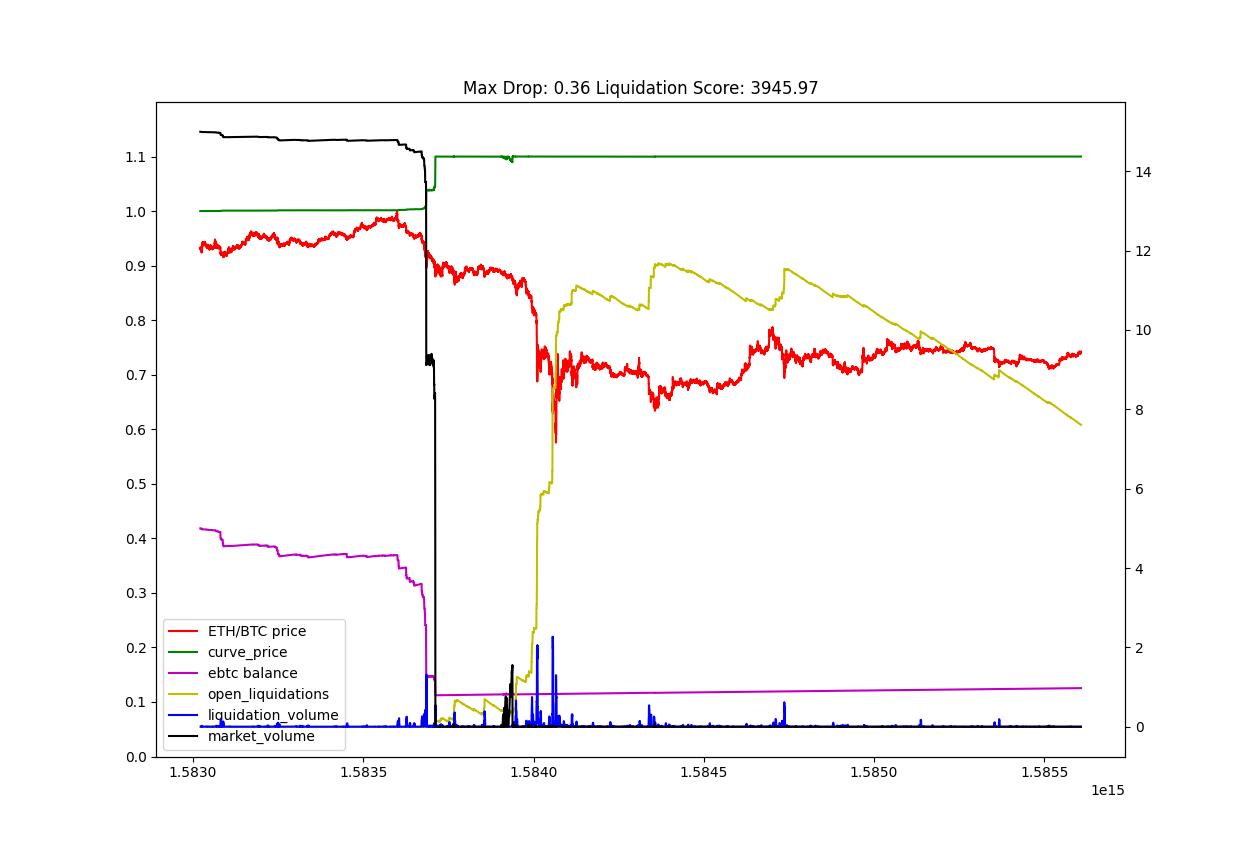 Max Drop: 0.36 Liquidation Score: 3945.97
1.1
1.0
0.9
0.8
0.7
0.6
0.5
0.4
0.3
0.2
0.1
0.0
14
12
10
8
6
4
2
0
ETH/BTC price
curve_price
ebtc balance
open_liquidations
liquidation_volume
market_volume
1.5830 1.5835 1.5840 1.5845 1.5850 1.5855
1e15